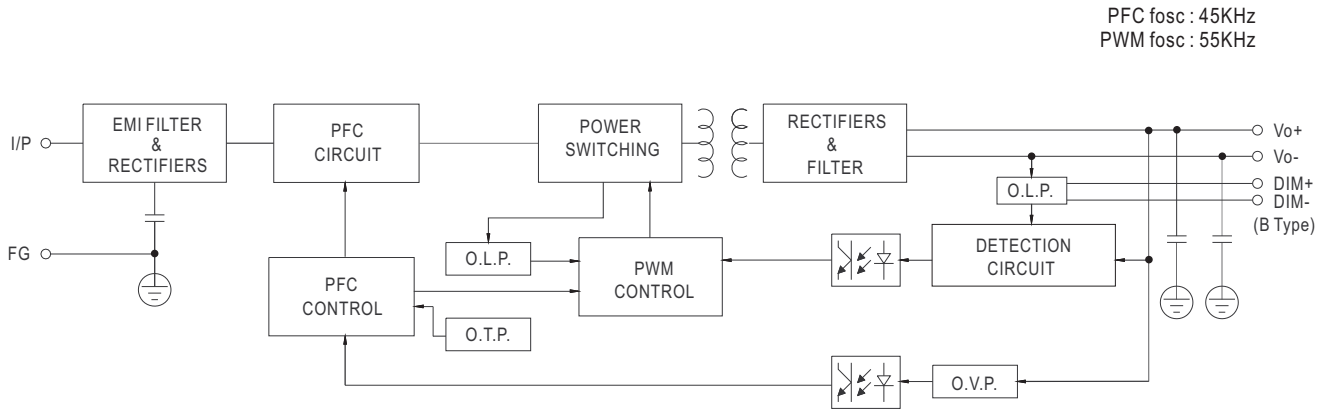 PFC fosc : 45KHz
PWM fosc : 55KHz
I/P
EMI FILTER
&
RECTIFIERS
PFC
CIRCUIT
POWER
SWITCHING
RECTIFIERS
&
FILTER
Vo+
Vo-
DIM+
DIM-
(B Type)
O.L.P.
FG
O.L.P.
DETECTION
CIRCUIT
PFC
CONTROL
PWM
CONTROL
O.T.P.
O.V.P.